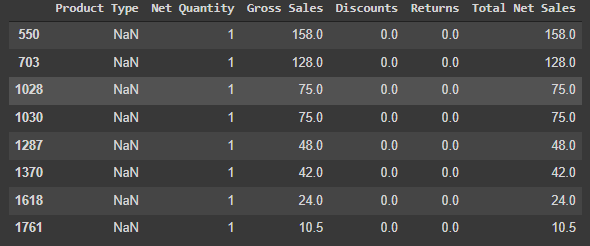 Product Type Net Quantity Gross Sales Discounts Returns Total Net Sales
550 NaN 1 158.0 0.0 0.0 158.0
703 NaN 1 128.0 0.0 0.0 128.0
1028 NaN 1 75.0 0.0 0.0 75.0
1030 NaN 1 75.0 0.0 0.0 75.0
1287 NaN 1 48.0 0.0 0.0 48.0
1370 NaN 1 42.0 0.0 0.0 42.0
1618 NaN 1 24.0 0.0 0.0 24.0
1761 NaN 1 10.5 0.0 0.0 10.5